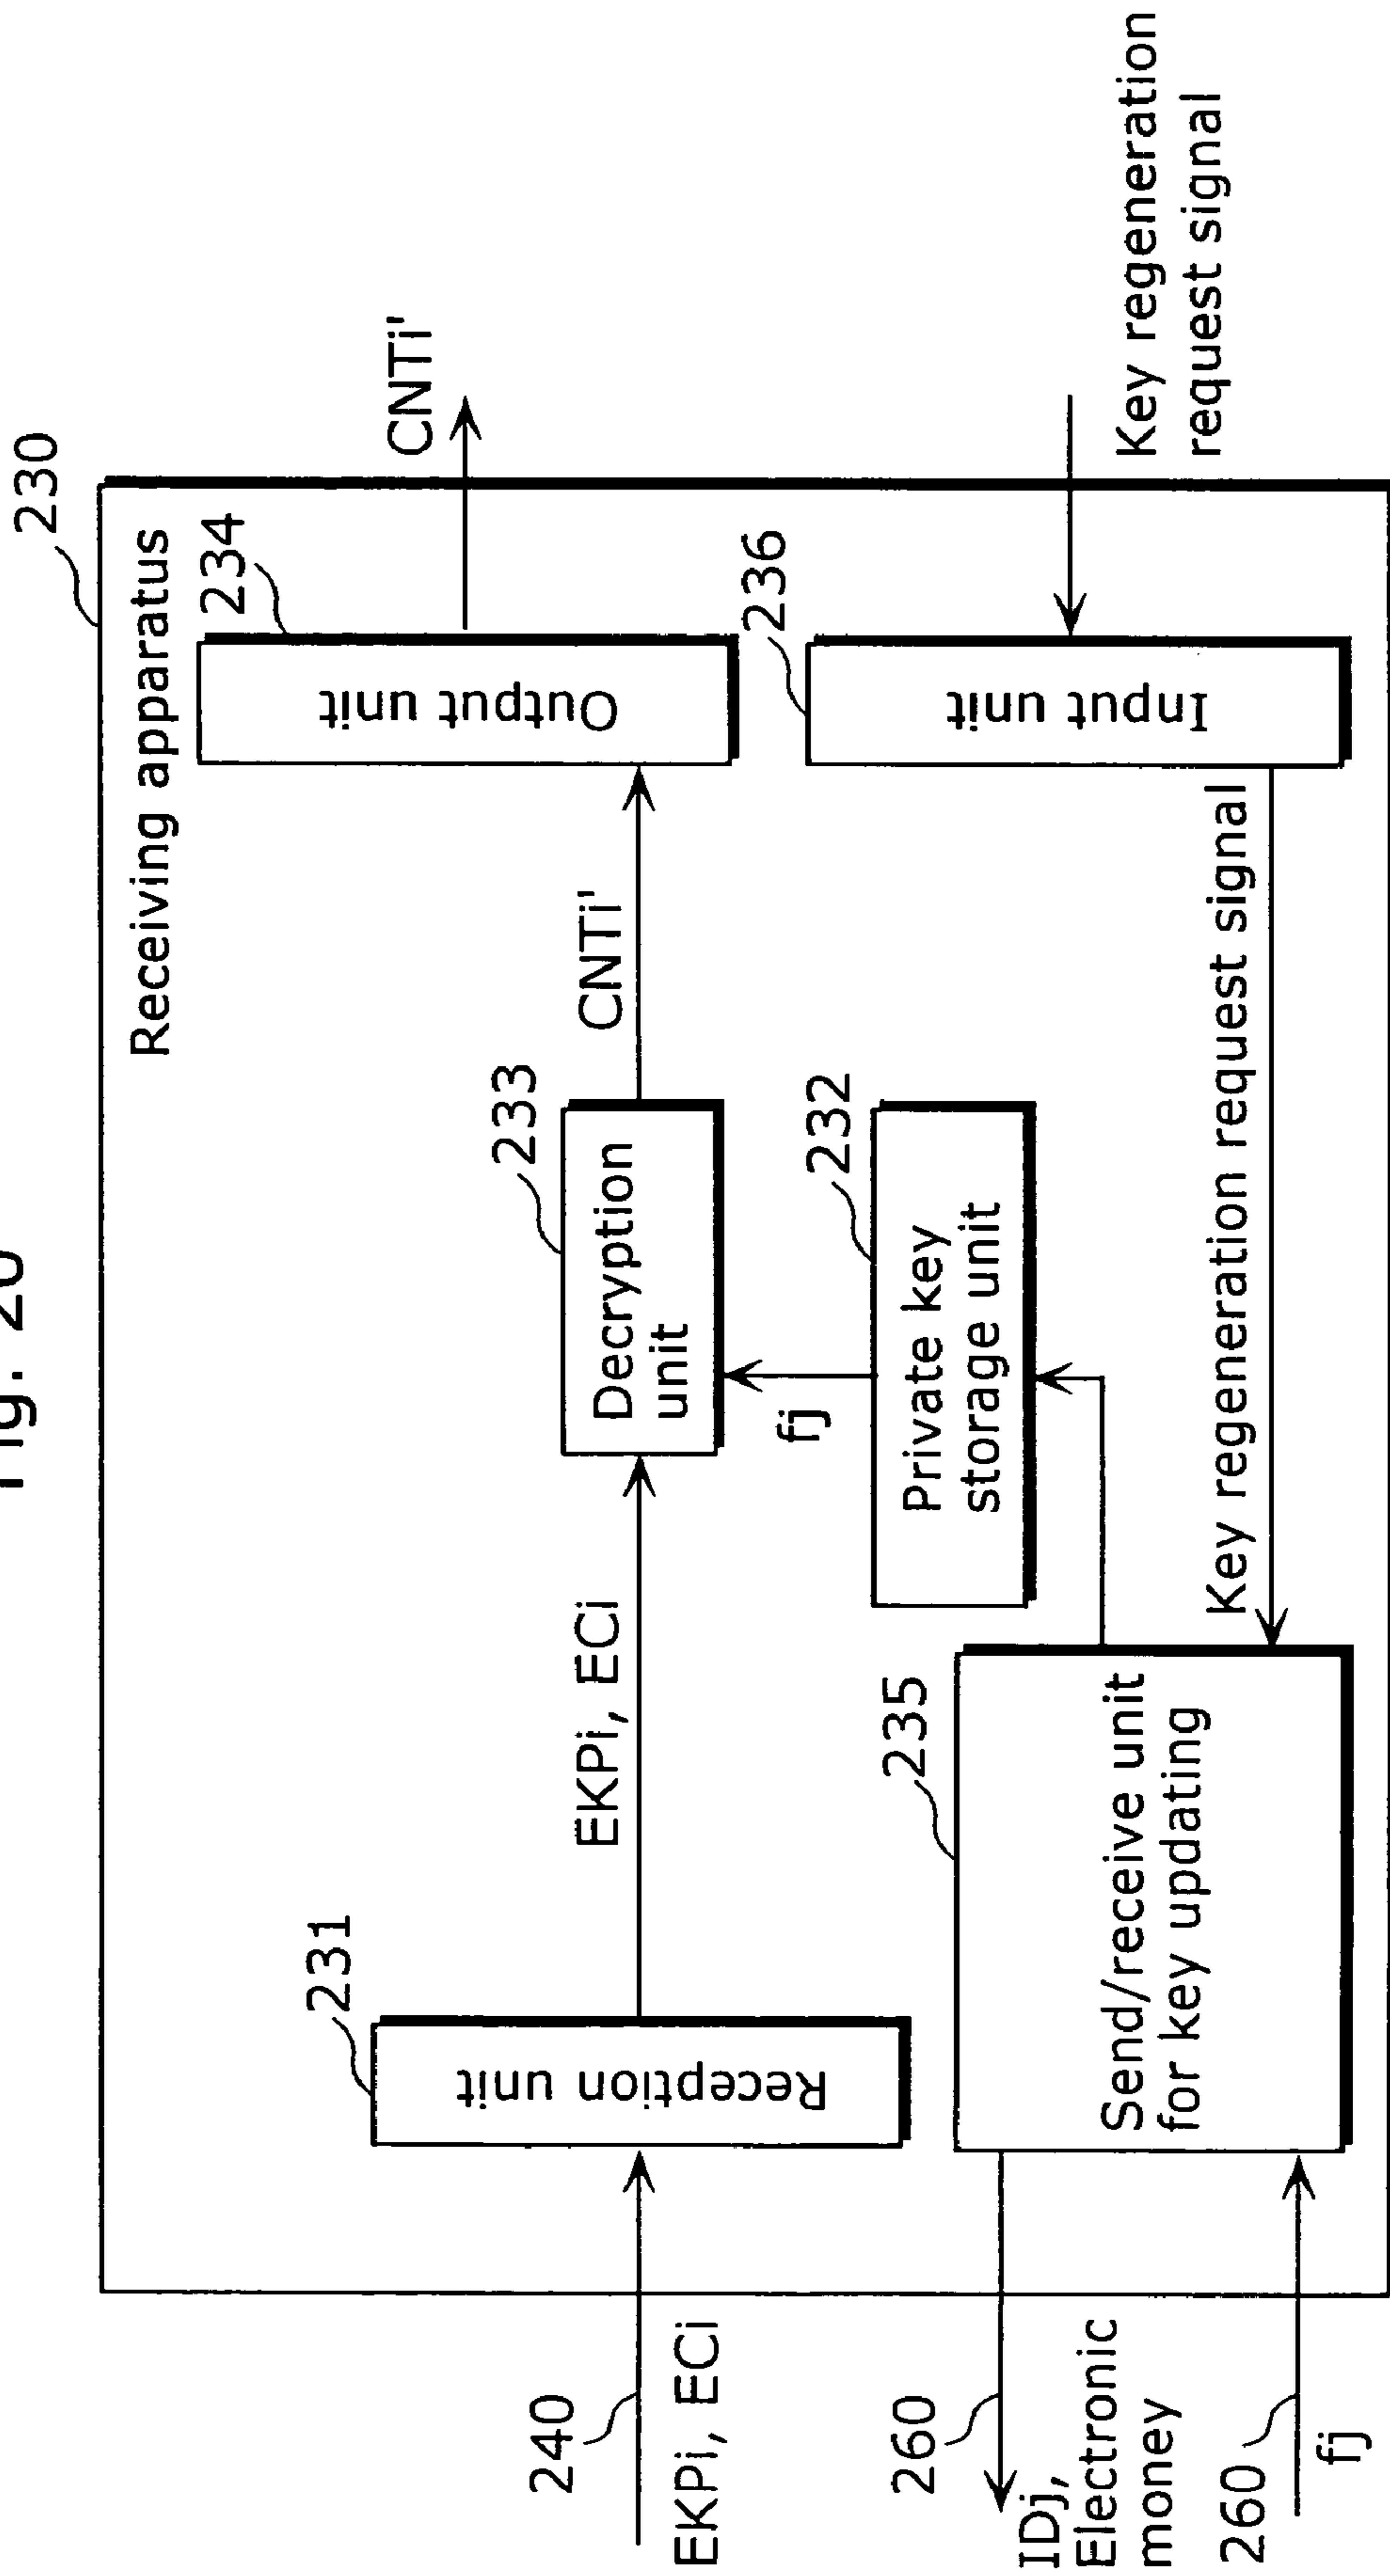 Fig. 20
230
Receiving apparatus
231
Reception unit
240
EKPi, ECi
EKPi, ECi
233
Decryption
unit
CNTi'
234
Output unit
CNTi'
fj
232
Private key
storage unit
235
Send/receive unit
for key updating
260
IDj,
Electronic
money
260
fj
Key regeneration request signal
236
Input unit
Key regeneration
request signal